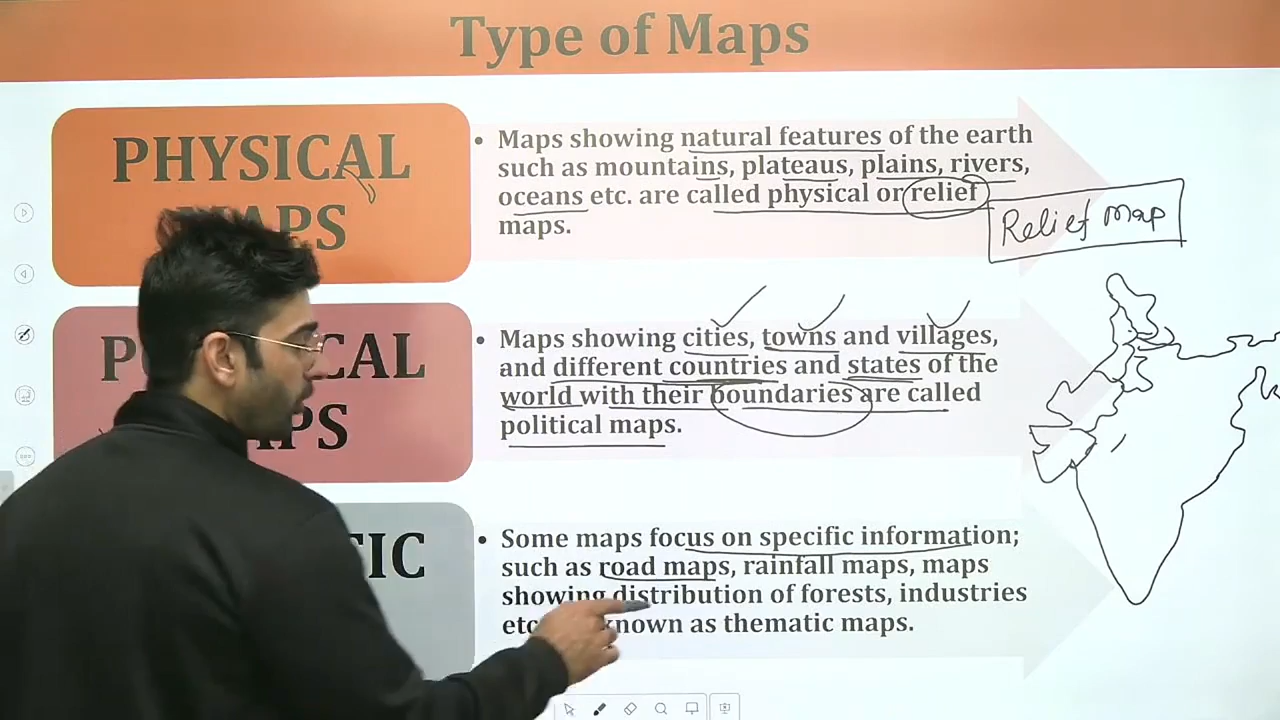 Type of Maps
PHYSICAL
MAPS
• Maps showing natural features of the earth
such as mountains, plateaus, plains, rivers,
oceans etc. are called physical or relief
maps.
Relief Map
CAL
• Maps showing cities, towns and villages,
and different countries and states of the
world with their boundaries are called
political maps.
• Some maps focus on specific information;
such as road maps, rainfall maps, maps
showing distribution of forests, industries
etc. known as thematic maps.